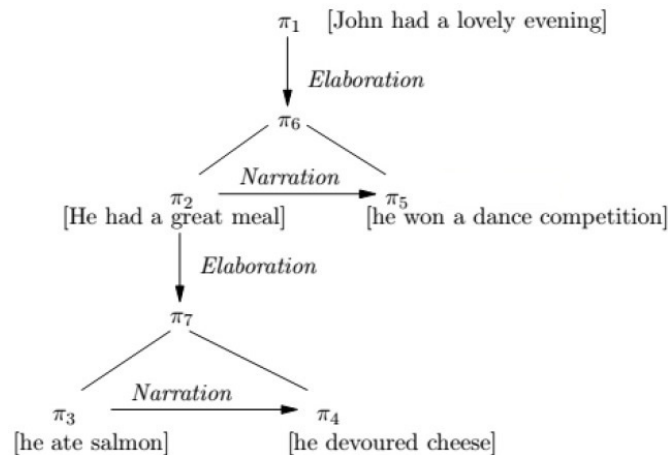 π₁ [John had a lovely evening]
Elaboration
π₆
Narration
π₂ π₅
[He had a great meal] [he won a dance competition]
Elaboration
π₇
Narration
π₃ π₄
[he ate salmon] [he devoured cheese]